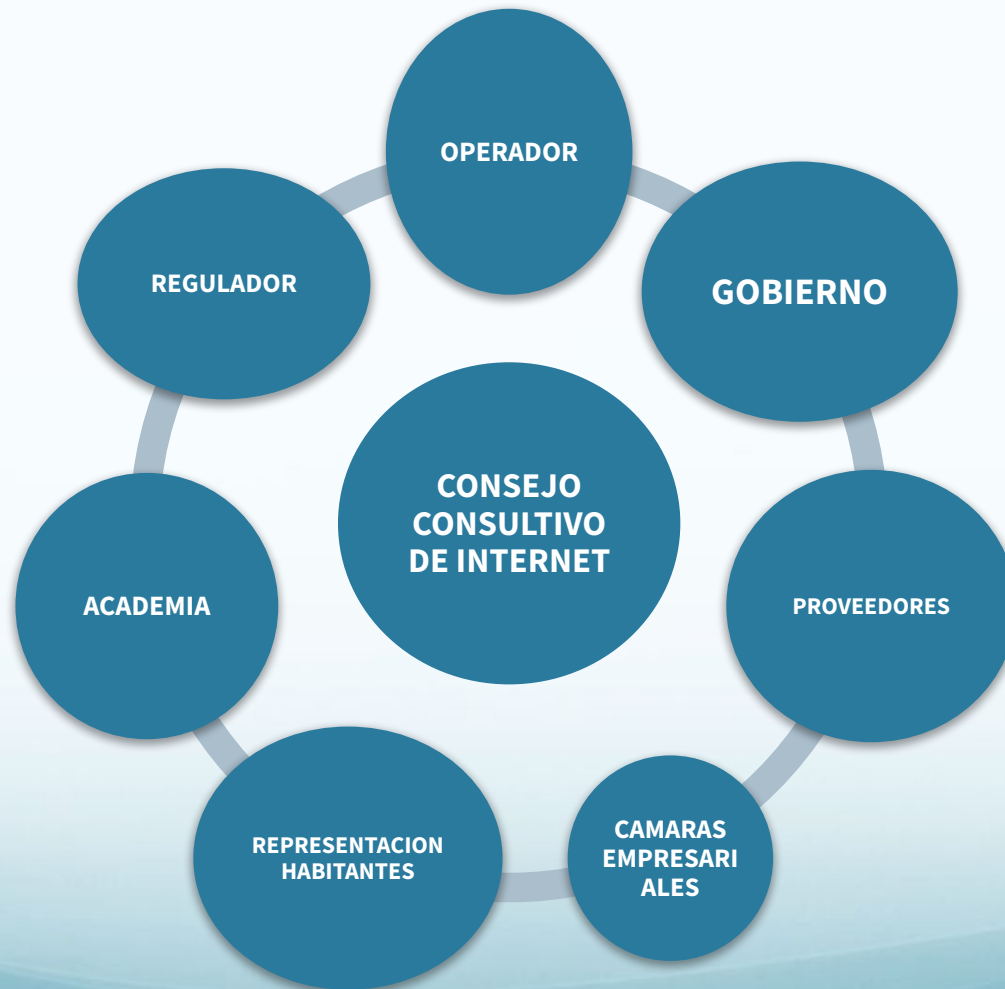 OPERADOR
REGULADOR
GOBIERNO
CONSEJO
CONSULTIVO
DE INTERNET
ACADEMIA
PROVEEDORES
REPRESENTACION
HABITANTES
CAMARAS
EMPRESARI
ALES